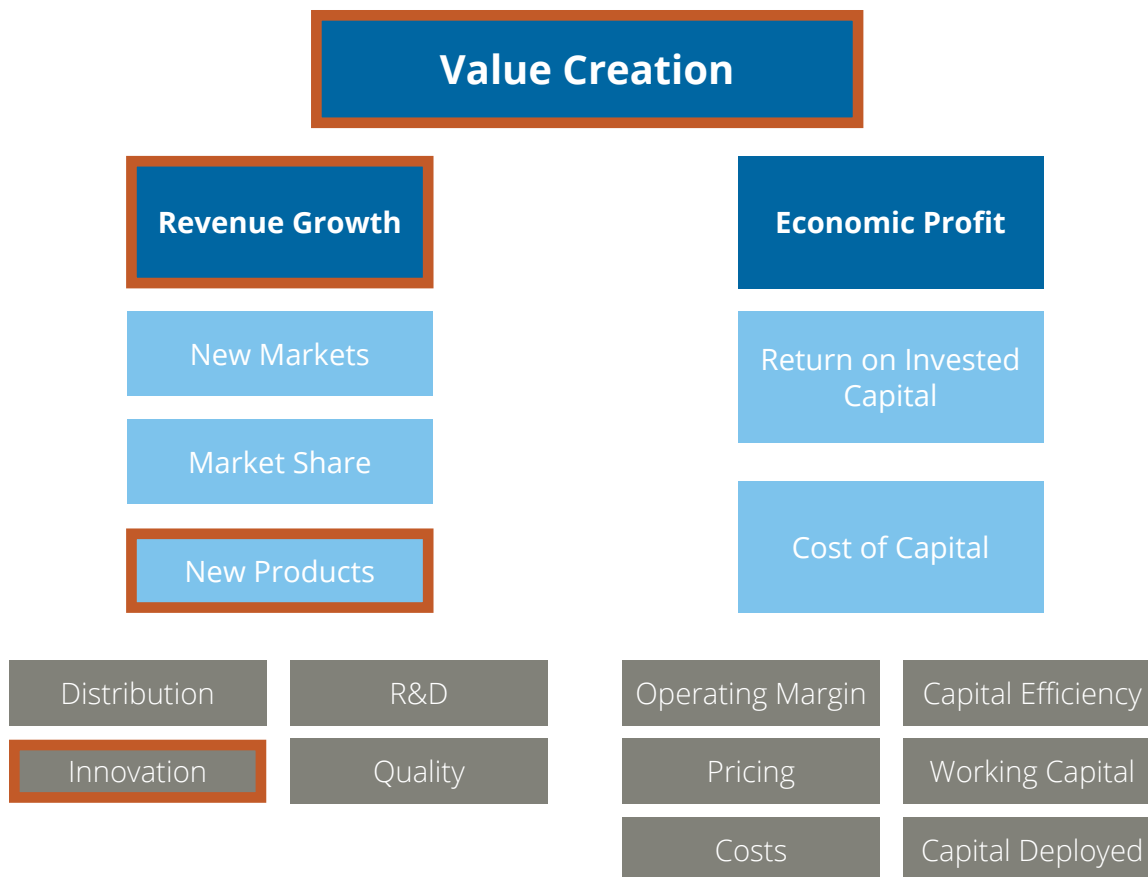 Value Creation
Revenue Growth
New Markets
Market Share
New Products
Distribution
R&D
Innovation
Quality
Economic Profit
Return on Invested
Capital
Cost of Capital
Operating Margin
Capital Efficiency
Pricing
Working Capital
Costs
Capital Deployed